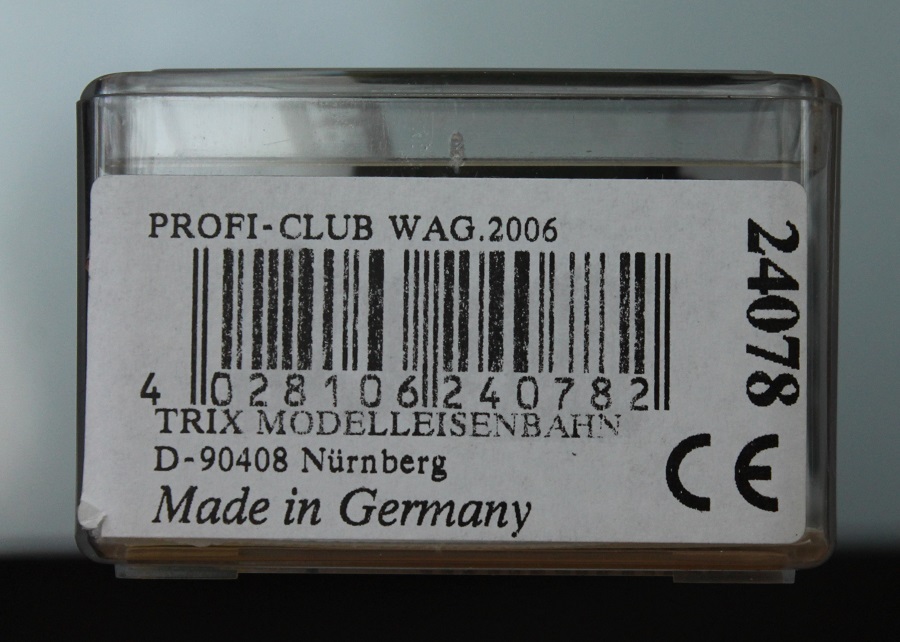 PROFI-CLUB WAG.2006
4 028106 240782
TRIX MODELLEISENBAHN
D-90408 Nürnberg
Made in Germany
CE
24078